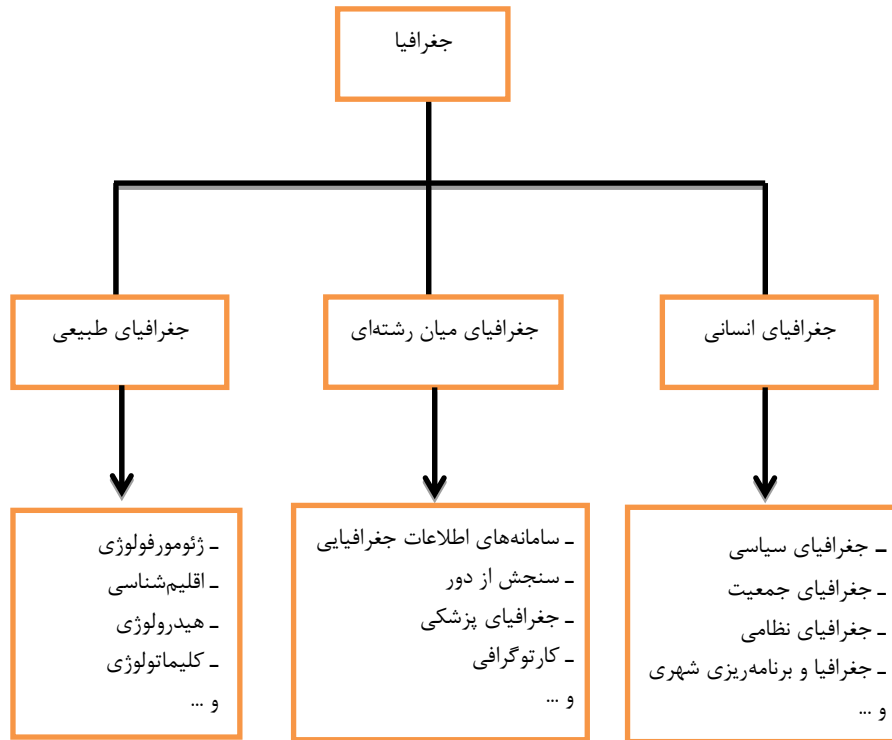 جغرافیا
جغرافیای انسانی
جغرافیای میان رشته‌ای
جغرافیای طبیعی
ـ جغرافیای سیاسی
ـ جغرافیای جمعیت
ـ جغرافیای نظامی
ـ جغرافیا و برنامه‌ریزی شهری
و ...
ـ سامانه‌های اطلاعات جغرافیایی
ـ سنجش از دور
ـ جغرافیای پزشکی
ـ کارتوگرافی
و ...
ـ ژئومورفولوژی
ـ اقلیم‌شناسی
ـ هیدرولوژی
ـ کلیماتولوژی
و ...